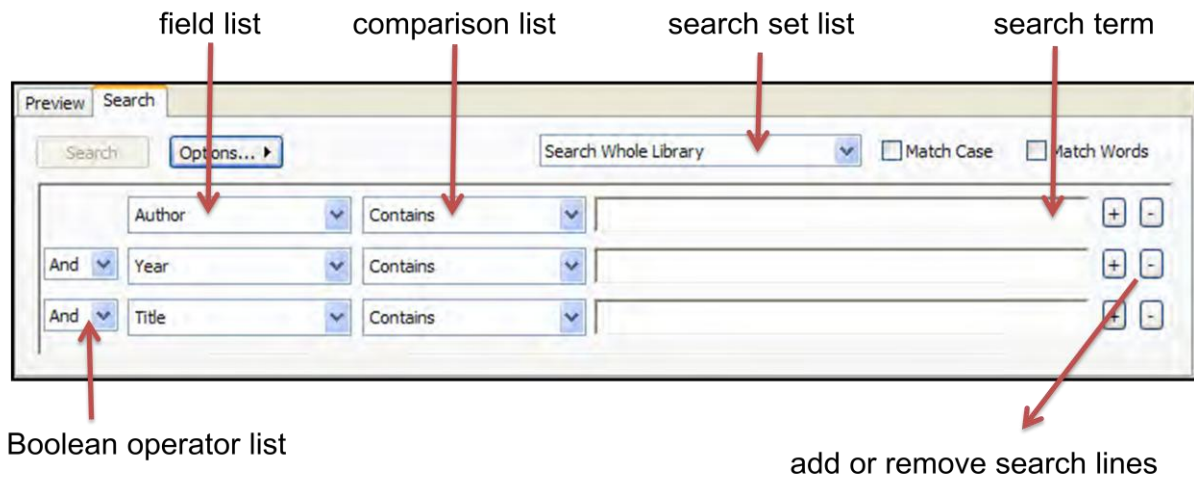 field list comparison list search set list search term
Preview Search
Search Options... Search Whole Library Match Case Match Words
Author Contains + -
And Year Contains + -
And Title Contains + -
Boolean operator list
add or remove search lines